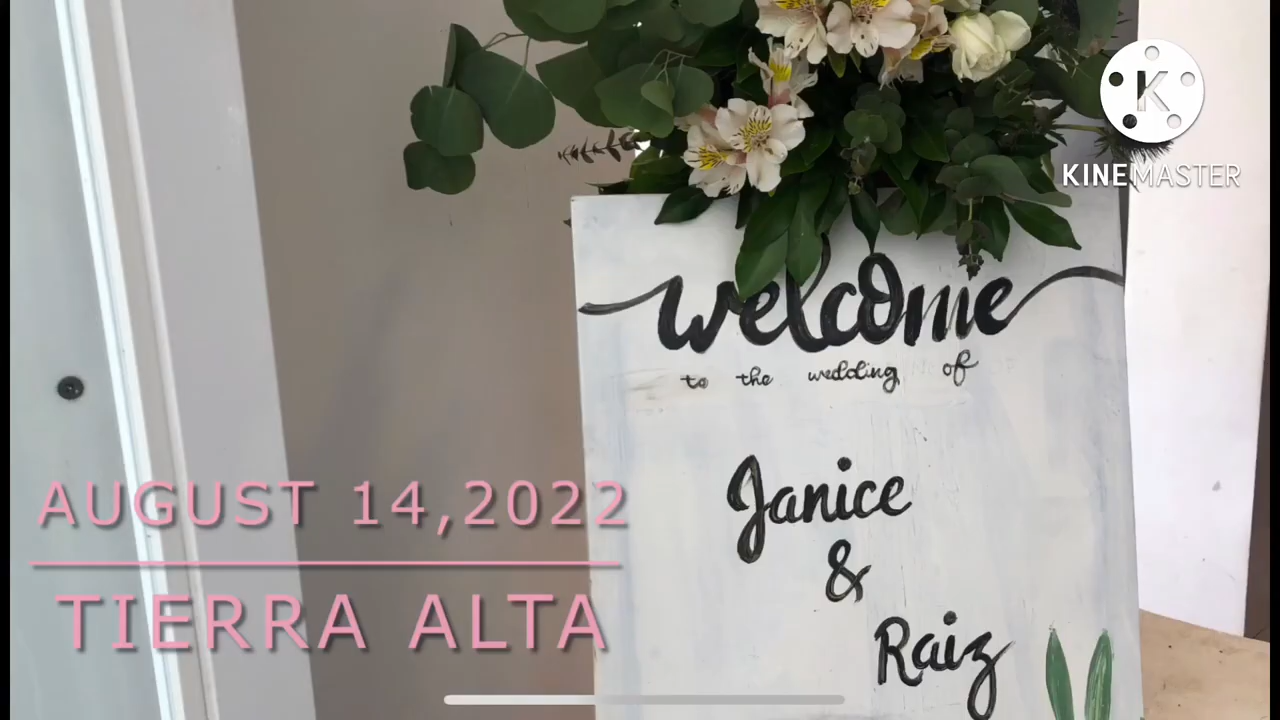 K
KINEMASTER
welcome
to the wedding of
Janice
&
Raiz
AUGUST 14,2022
TIERRA ALTA